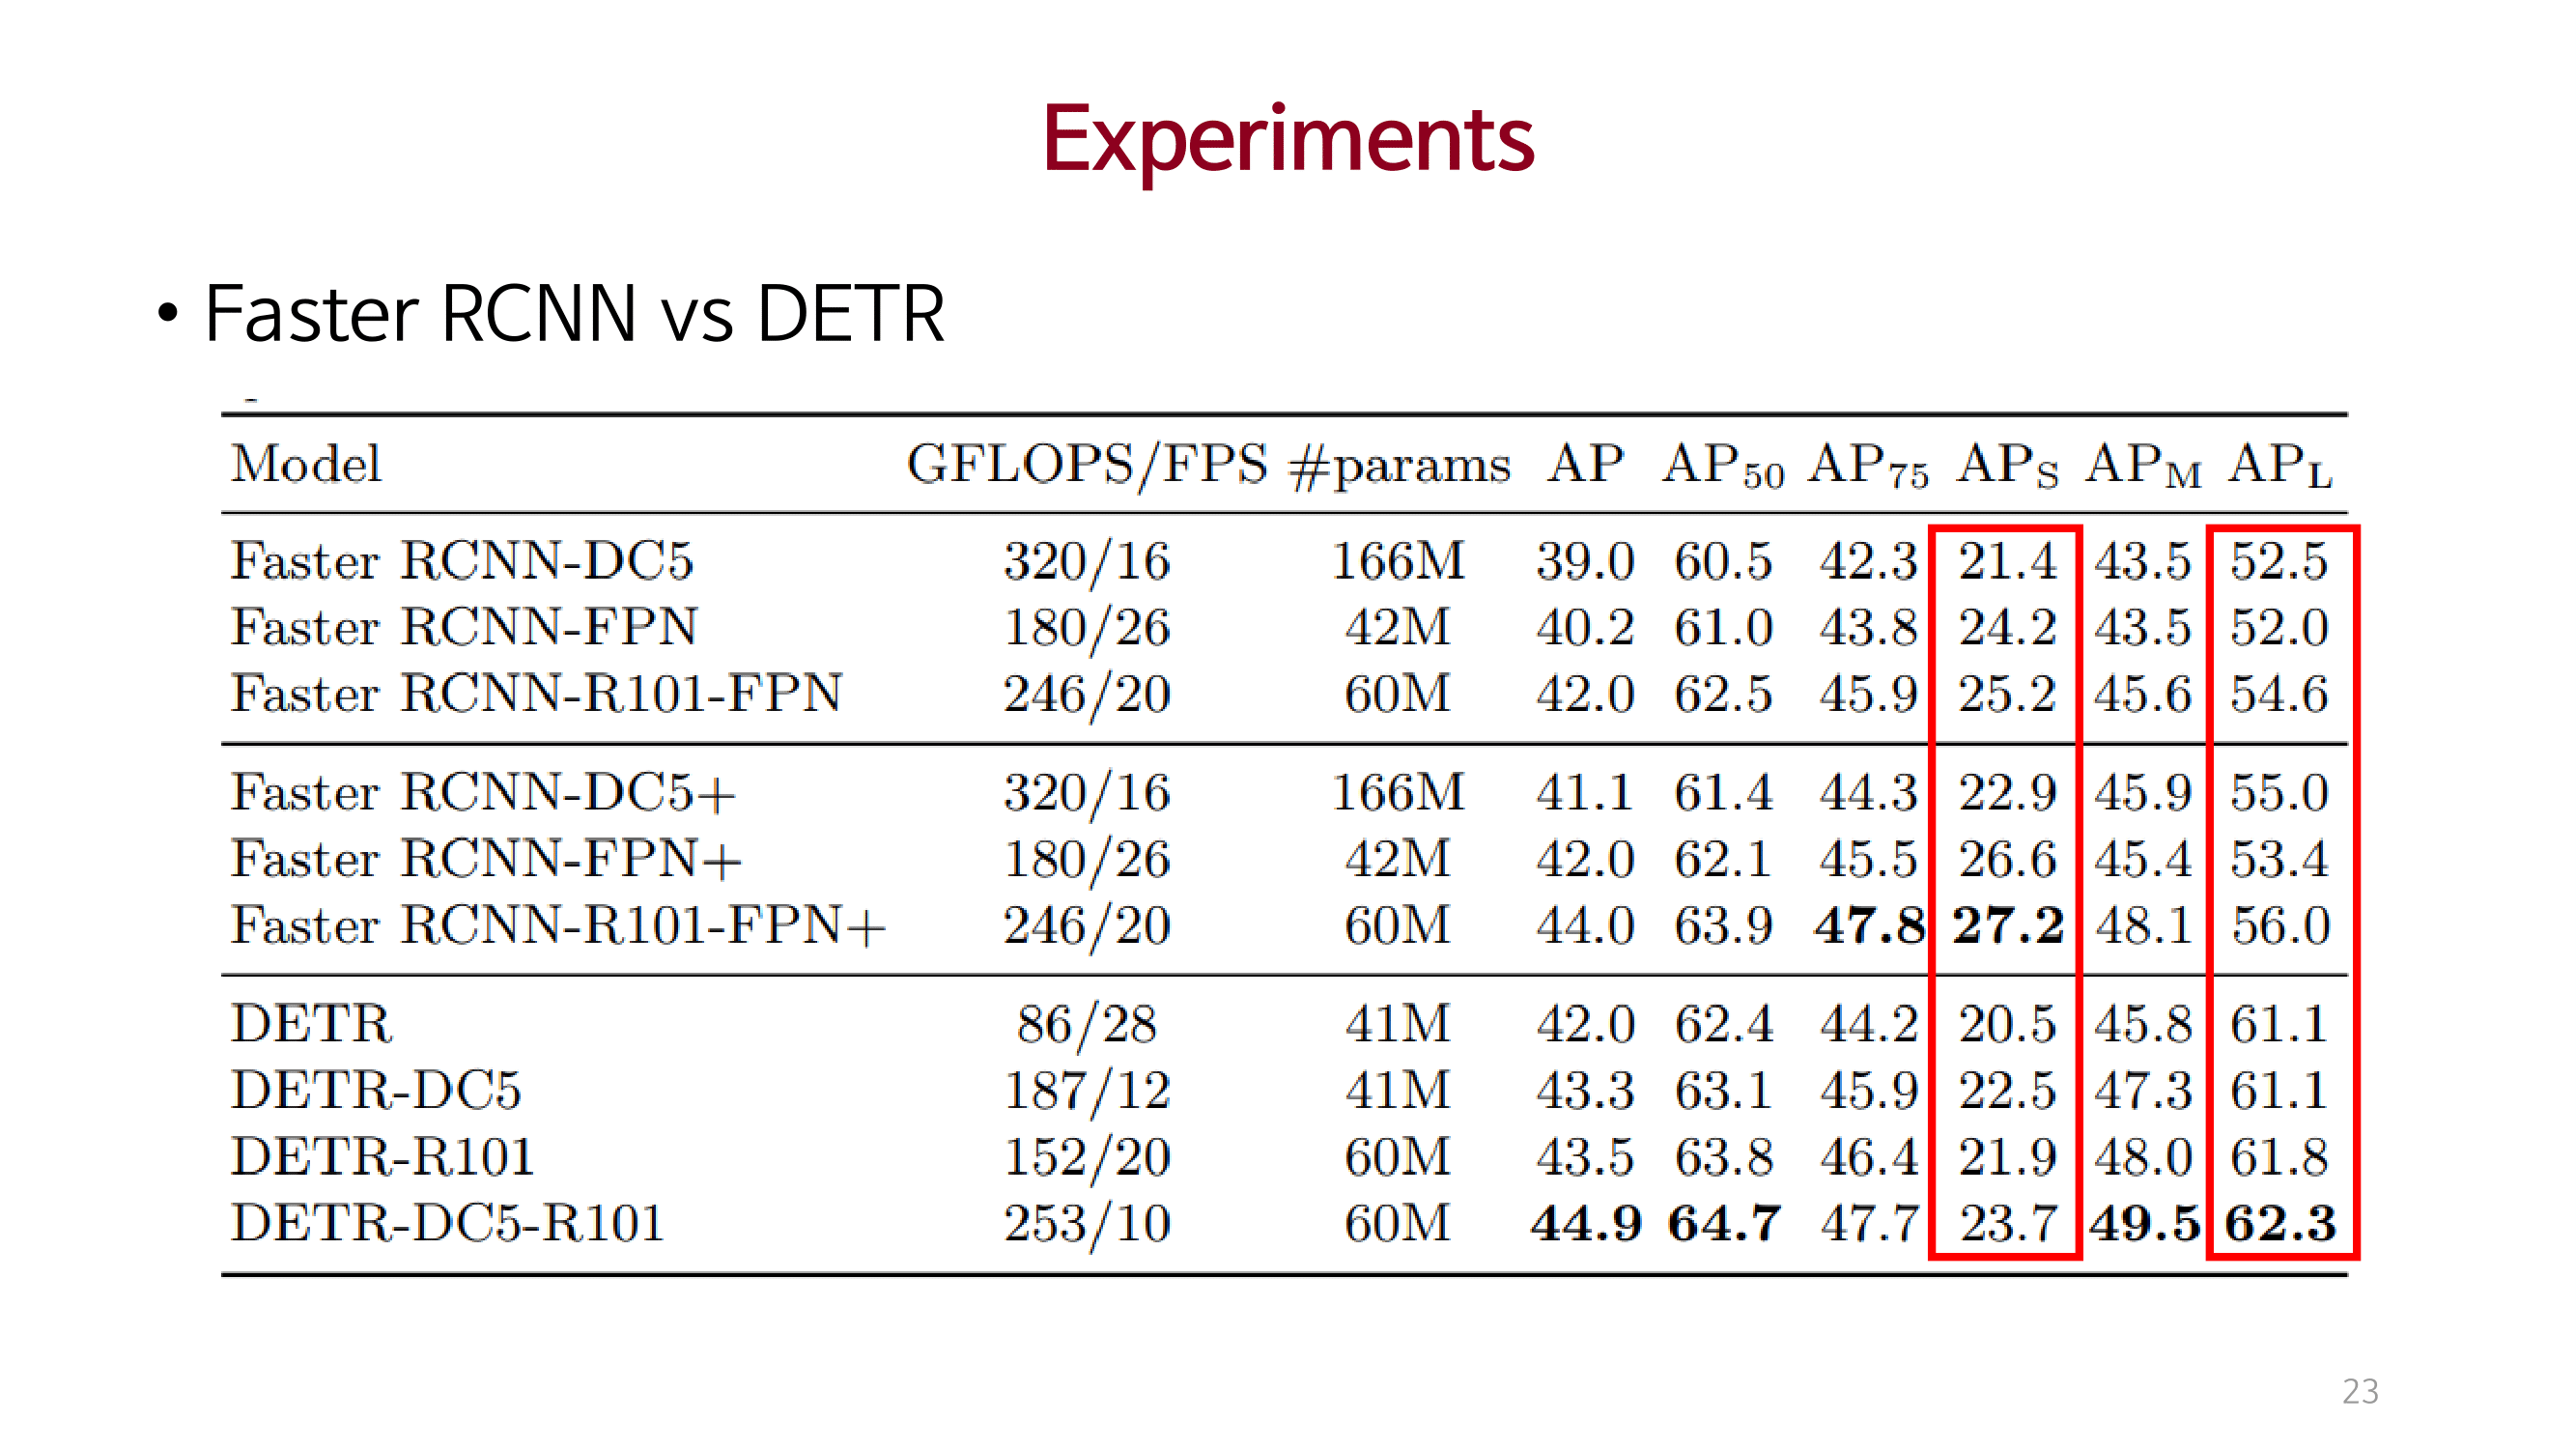 Experiments
• Faster RCNN vs DETR
Model GFLOPS/FPS #params AP AP50 AP75 APS APM APL
Faster RCNN-DC5 320/16 166M 39.0 60.5 42.3 21.4 43.5 52.5
Faster RCNN-FPN 180/26 42M 40.2 61.0 43.8 24.2 43.5 52.0
Faster RCNN-R101-FPN 246/20 60M 42.0 62.5 45.9 25.2 45.6 54.6
Faster RCNN-DC5+ 320/16 166M 41.1 61.4 44.3 22.9 45.9 55.0
Faster RCNN-FPN+ 180/26 42M 42.0 62.1 45.5 26.6 45.4 53.4
Faster RCNN-R101-FPN+ 246/20 60M 44.0 63.9 47.8 27.2 48.1 56.0
DETR 86/28 41M 42.0 62.4 44.2 20.5 45.8 61.1
DETR-DC5 187/12 41M 43.3 63.1 45.9 22.5 47.3 61.1
DETR-R101 152/20 60M 43.5 63.8 46.4 21.9 48.0 61.8
DETR-DC5-R101 253/10 60M 44.9 64.7 47.7 23.7 49.5 62.3
23